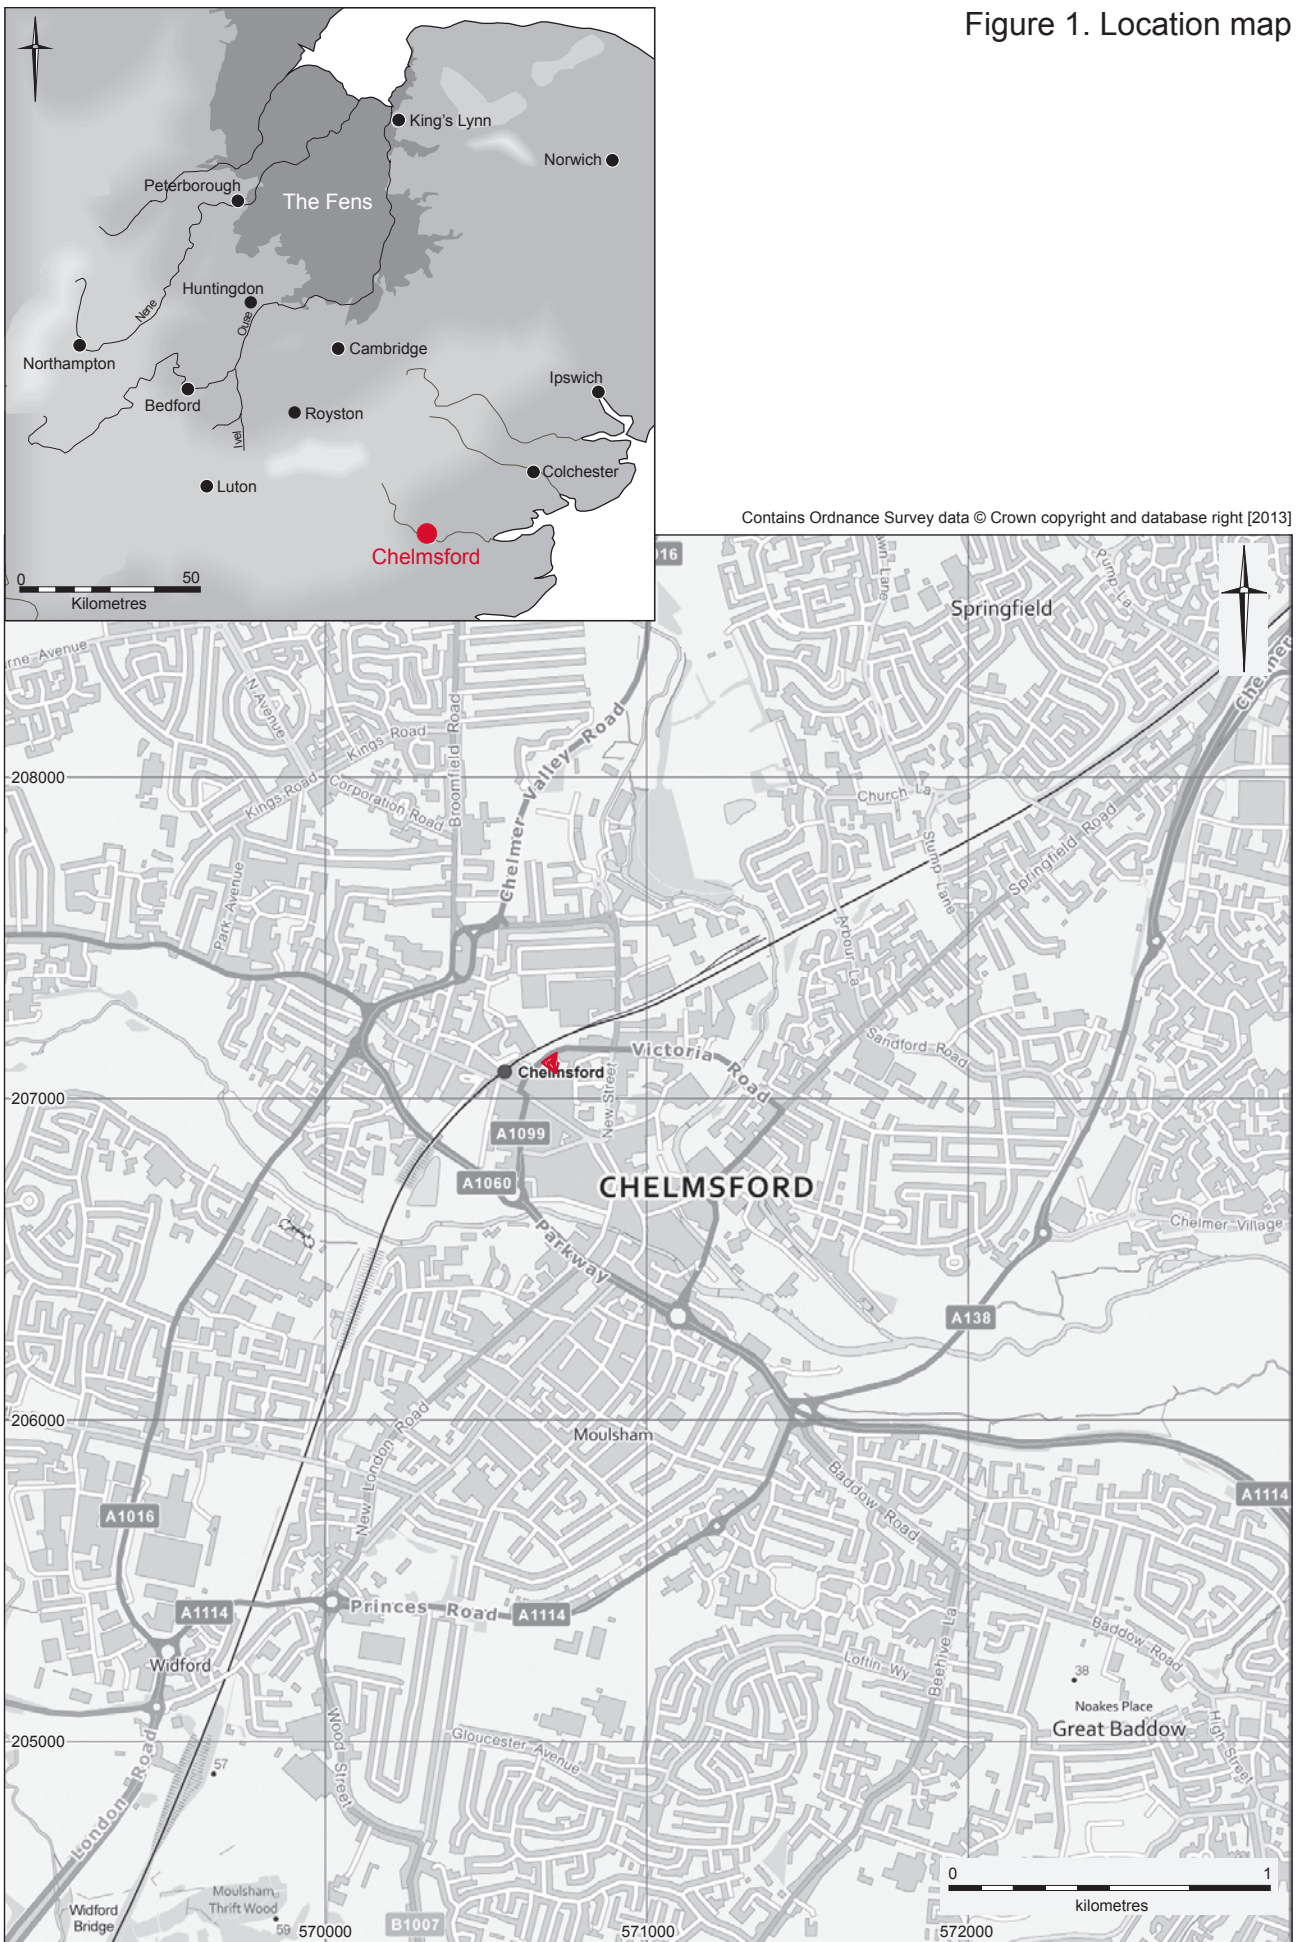 Figure 1. Location map
King's Lynn
Norwich
Peterborough
The Fens
Huntingdon
Nene
Ouse
Northampton
Cambridge
Ipswich
Bedford
Royston
Ivel
Colchester
Luton
Chelmsford
0 50
Kilometres
Contains Ordnance Survey data © Crown copyright and database right [2013]
16
Springfield
Pump La
N Avenue
Broomfield Road
Chelmer Valley Road
Kings Road
Kings Road
Corporation Road
208000
Church La
Stump Lane
Springfield Road
Park Avenue
Arbour La
Sandford Road
Victoria Road
Chelmsford
New Street
207000
A1099
A1060
CHELMSFORD
Parkway
Chelmer Village
A138
206000
Moulsham
New London Road
Baddow Road
A1114
A1016
A1114
Princes Road
A1114
Widford
Beehive La
Loftin Wy
Baddow Road
38
Noakes Place
Great Baddow
High Street
205000
Wood Street
Gloucester Avenue
57
London Road
Moulsham
Thrift Wood
59
Widford
Bridge
B1007
0 1
kilometres
570000
571000
572000